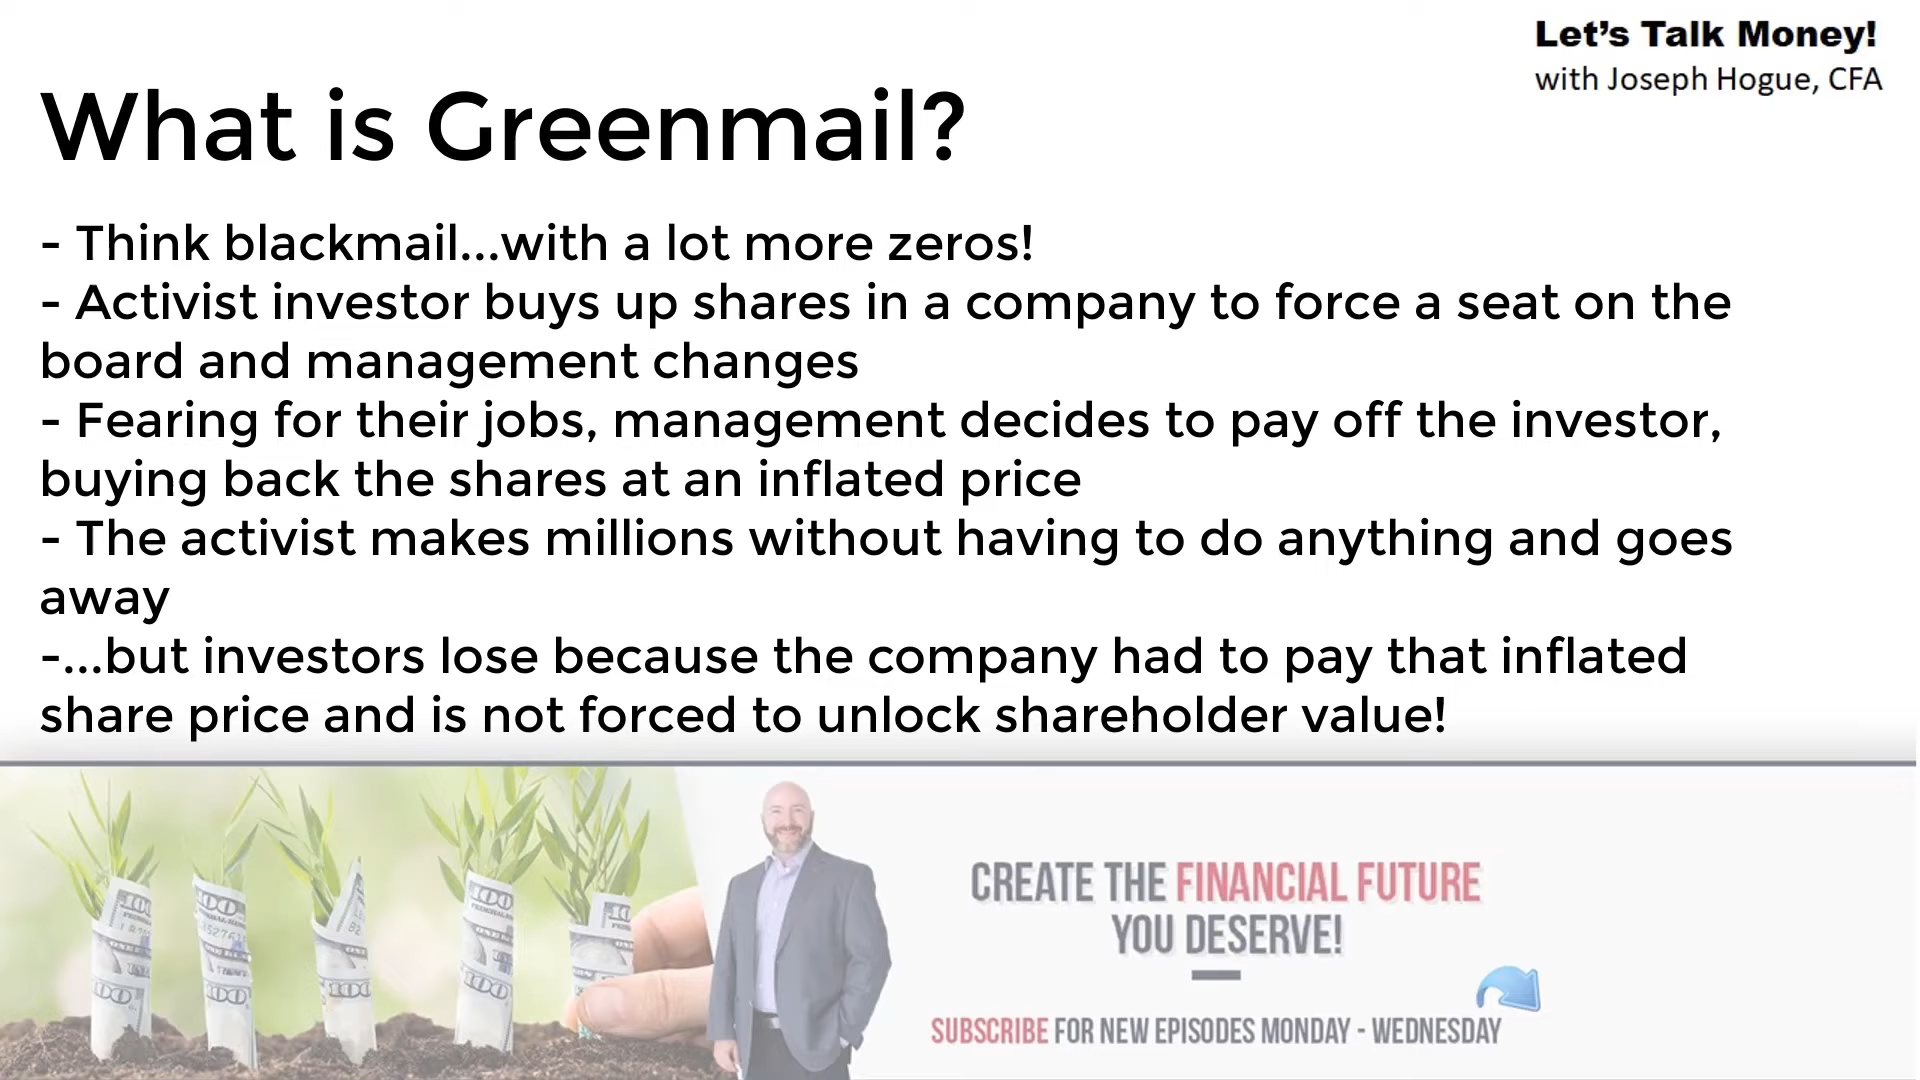 Let's Talk Money!
with Joseph Hogue, CFA
What is Greenmail?
- Think blackmail...with a lot more zeros!
- Activist investor buys up shares in a company to force a seat on the
board and management changes
- Fearing for their jobs, management decides to pay off the investor,
buying back the shares at an inflated price
- The activist makes millions without having to do anything and goes
away
-...but investors lose because the company had to pay that inflated
share price and is not forced to unlock shareholder value!
CREATE THE FINANCIAL FUTURE
YOU DESERVE!
SUBSCRIBE FOR NEW EPISODES MONDAY - WEDNESDAY